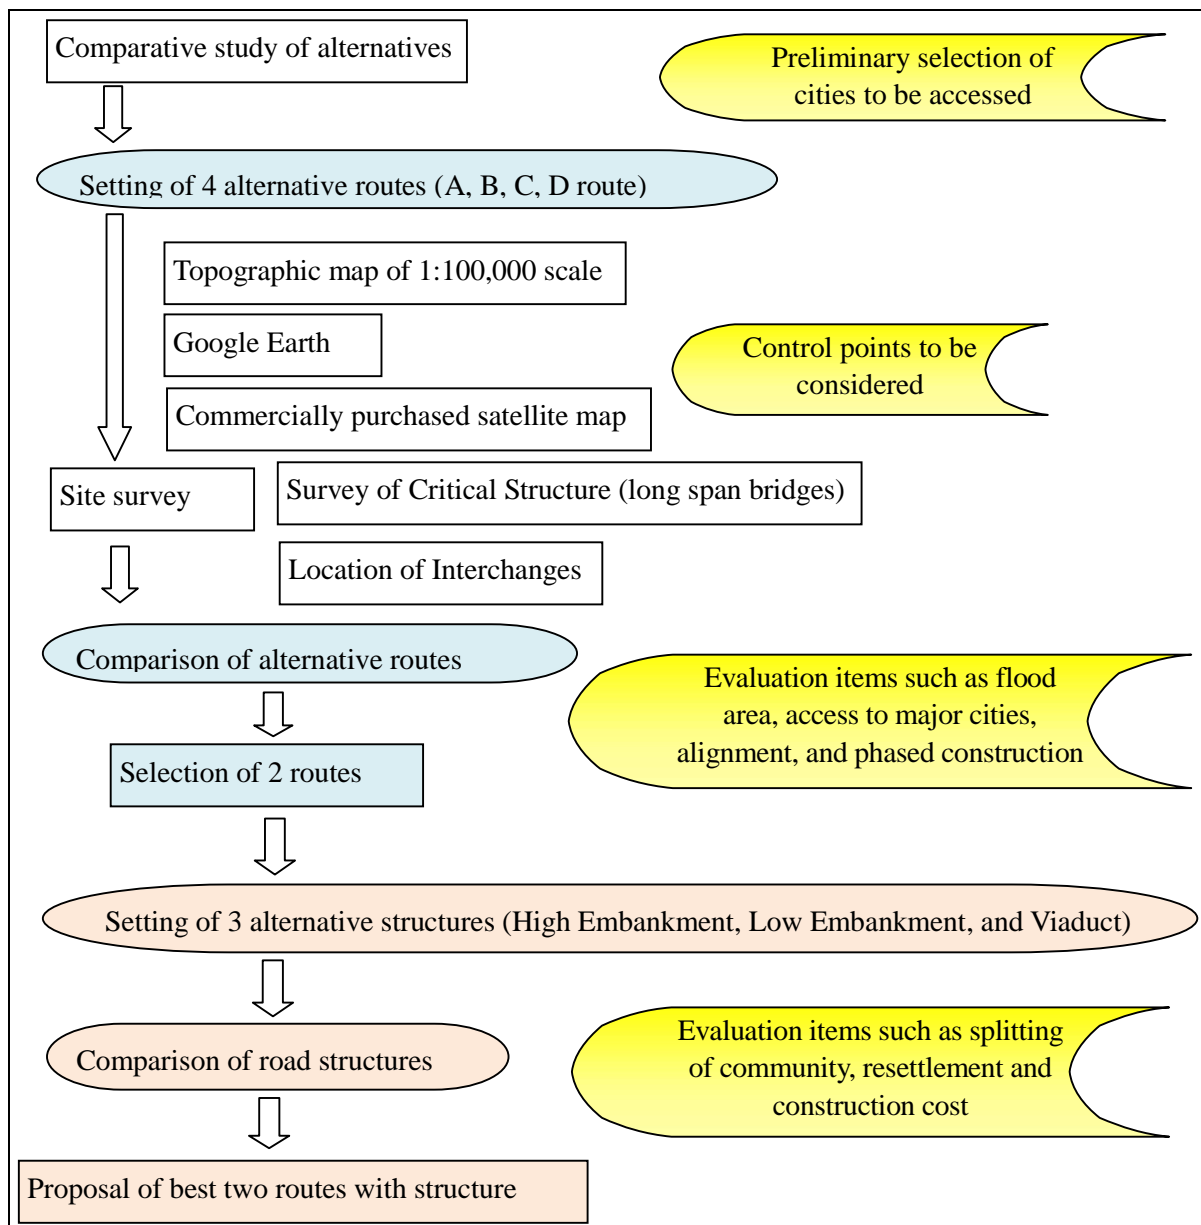 Comparative study of alternatives
Preliminary selection of
cities to be accessed
Setting of 4 alternative routes (A, B, C, D route)
Topographic map of 1:100,000 scale
Google Earth
Control points to be
considered
Commercially purchased satellite map
Site survey
Survey of Critical Structure (long span bridges)
Location of Interchanges
Comparison of alternative routes
Evaluation items such as flood
area, access to major cities,
alignment, and phased construction
Selection of 2 routes
Setting of 3 alternative structures (High Embankment, Low Embankment, and Viaduct)
Comparison of road structures
Evaluation items such as splitting
of community, resettlement and
construction cost
Proposal of best two routes with structure